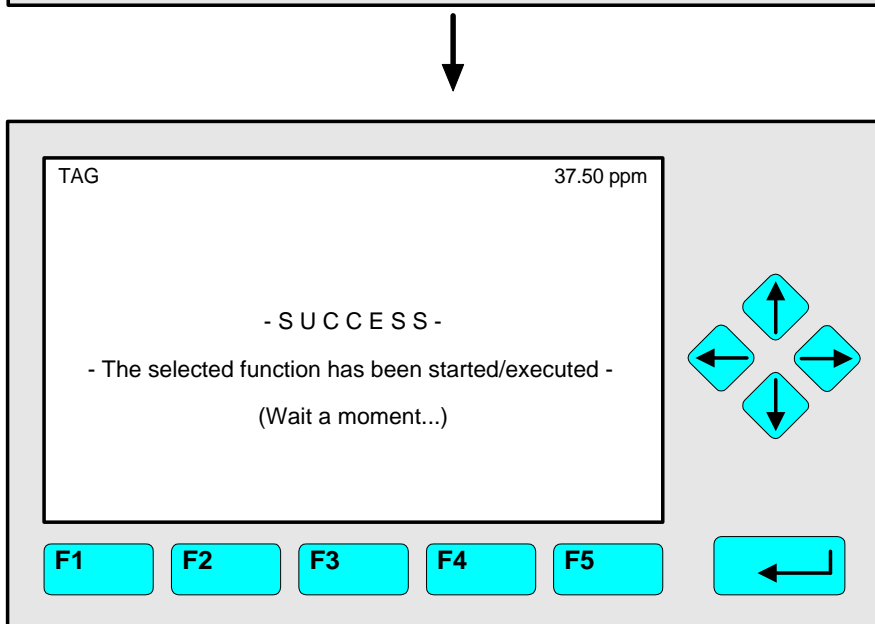 TAG 37.50 ppm
- S U C C E S S -
- The selected function has been started/executed -
(Wait a moment...)
F1 F2 F3 F4 F5